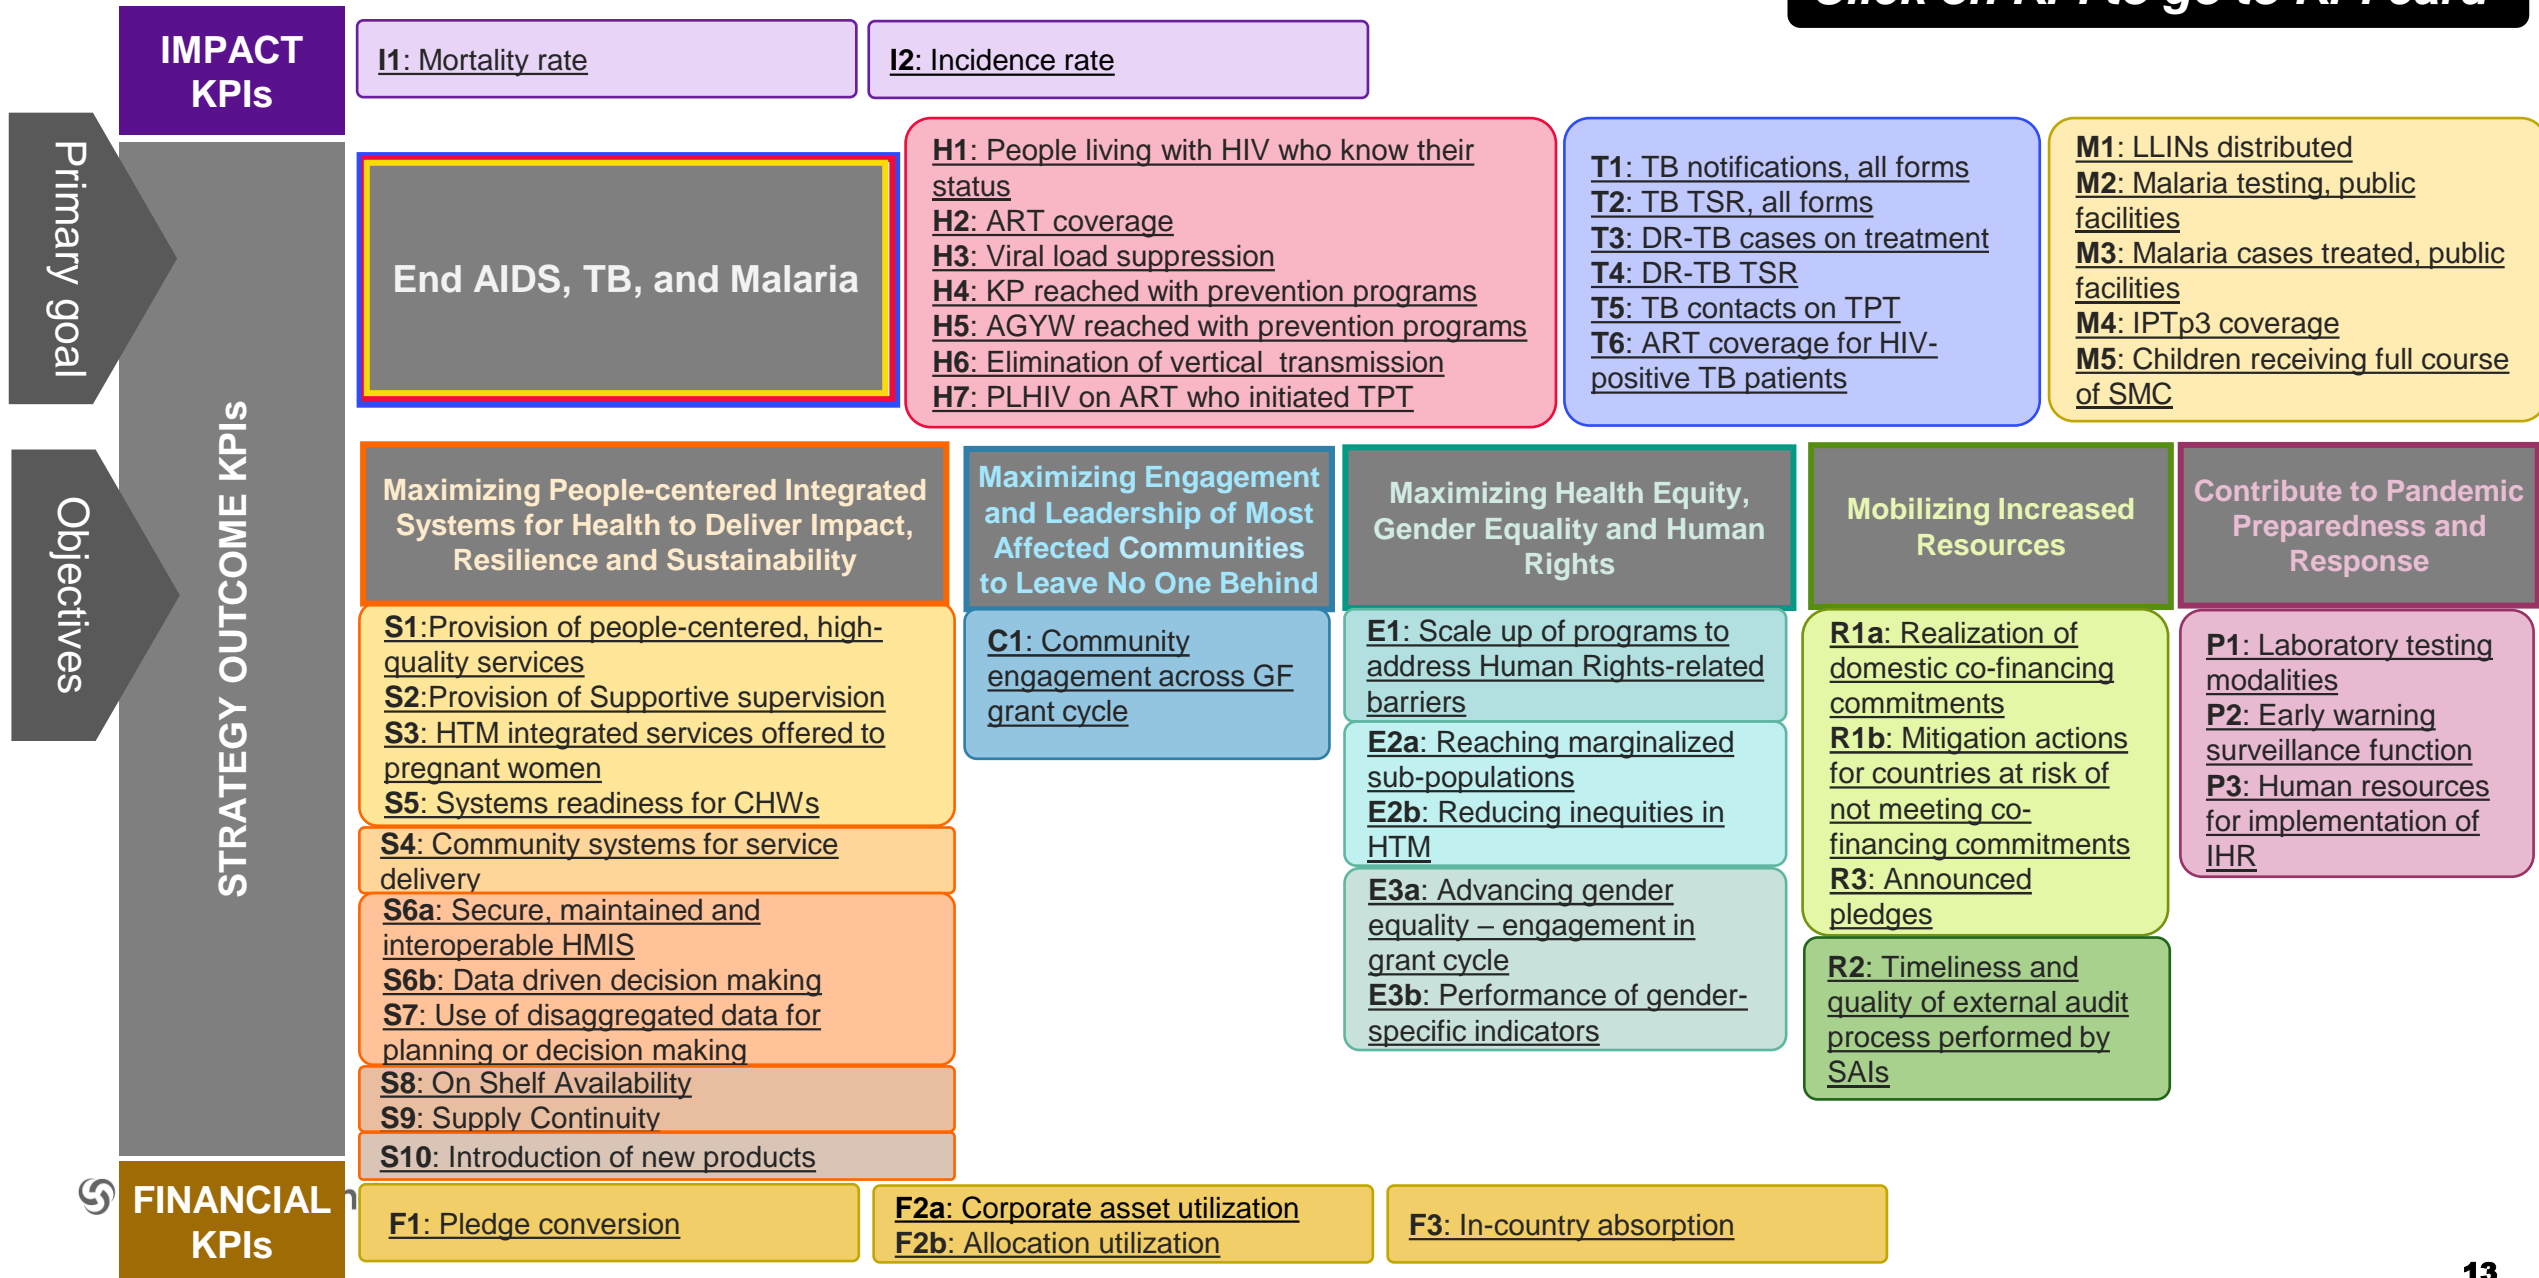 Click on KPI to go to KPI card
IMPACT
KPIs
I1: Mortality rate
I2: Incidence rate
Primary goal
End AIDS, TB, and Malaria
H1: People living with HIV who know their
status
H2: ART coverage
H3: Viral load suppression
H4: KP reached with prevention programs
H5: AGYW reached with prevention programs
H6: Elimination of vertical transmission
H7: PLHIV on ART who initiated TPT
T1: TB notifications, all forms
T2: TB TSR, all forms
T3: DR-TB cases on treatment
T4: DR-TB TSR
T5: TB contacts on TPT
T6: ART coverage for HIV-
positive TB patients
M1: LLINs distributed
M2: Malaria testing, public
facilities
M3: Malaria cases treated, public
facilities
M4: IPTp3 coverage
M5: Children receiving full course
of SMC
Objectives
STRATEGY OUTCOME KPIs
Maximizing People-centered Integrated
Systems for Health to Deliver Impact,
Resilience and Sustainability
S1:Provision of people-centered, high-
quality services
S2:Provision of Supportive supervision
S3: HTM integrated services offered to
pregnant women
S5: Systems readiness for CHWs
S4: Community systems for service
delivery
S6a: Secure, maintained and
interoperable HMIS
S6b: Data driven decision making
S7: Use of disaggregated data for
planning or decision making
S8: On Shelf Availability
S9: Supply Continuity
S10: Introduction of new products
Maximizing Engagement
and Leadership of Most
Affected Communities
to Leave No One Behind
C1: Community
engagement across GF
grant cycle
Maximizing Health Equity,
Gender Equality and Human
Rights
E1: Scale up of programs to
address Human Rights-related
barriers
E2a: Reaching marginalized
sub-populations
E2b: Reducing inequities in
HTM
E3a: Advancing gender
equality – engagement in
grant cycle
E3b: Performance of gender-
specific indicators
Mobilizing Increased
Resources
R1a: Realization of
domestic co-financing
commitments
R1b: Mitigation actions
for countries at risk of
not meeting co-
financing commitments
R3: Announced
pledges
R2: Timeliness and
quality of external audit
process performed by
SAIs
Contribute to Pandemic
Preparedness and
Response
P1: Laboratory testing
modalities
P2: Early warning
surveillance function
P3: Human resources
for implementation of
IHR
FINANCIAL
KPIs
F1: Pledge conversion
F2a: Corporate asset utilization
F2b: Allocation utilization
F3: In-country absorption
13